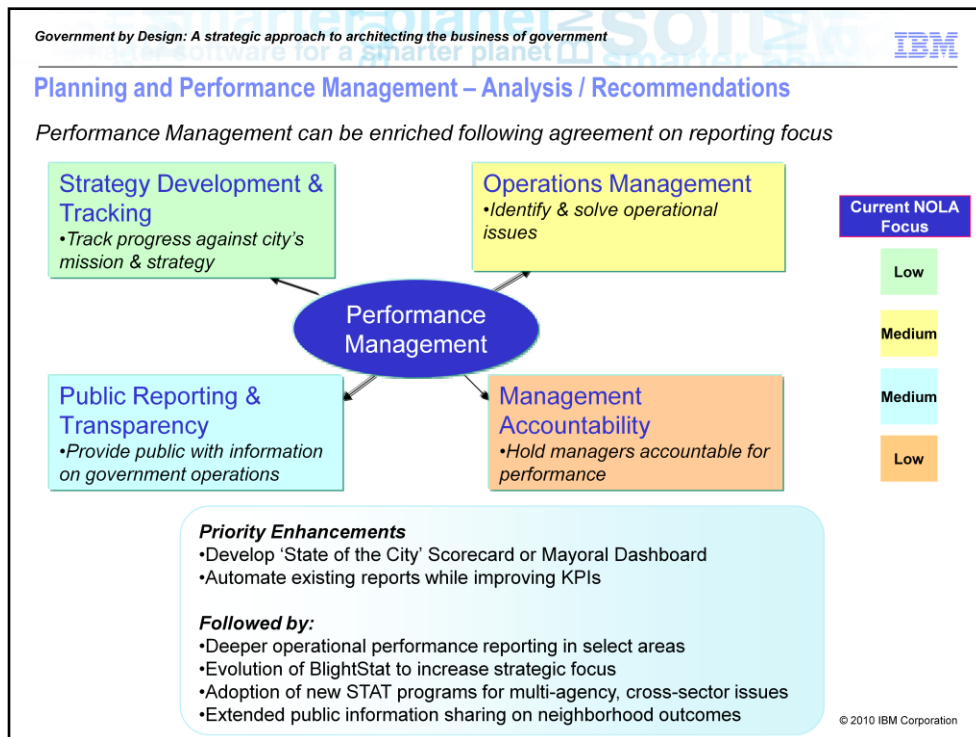 Government by Design: A strategic approach to architecting the business of government
IBM
Planning and Performance Management – Analysis / Recommendations
Performance Management can be enriched following agreement on reporting focus
Strategy Development &
Tracking
•Track progress against city's
mission & strategy
Operations Management
•Identify & solve operational
issues
Performance
Management
Public Reporting &
Transparency
•Provide public with information
on government operations
Management
Accountability
•Hold managers accountable for
performance
Current NOLA
Focus
Low
Medium
Medium
Low
Priority Enhancements
•Develop ‘State of the City’ Scorecard or Mayoral Dashboard
•Automate existing reports while improving KPIs
Followed by:
•Deeper operational performance reporting in select areas
•Evolution of BlightStat to increase strategic focus
•Adoption of new STAT programs for multi-agency, cross-sector issues
•Extended public information sharing on neighborhood outcomes
© 2010 IBM Corporation